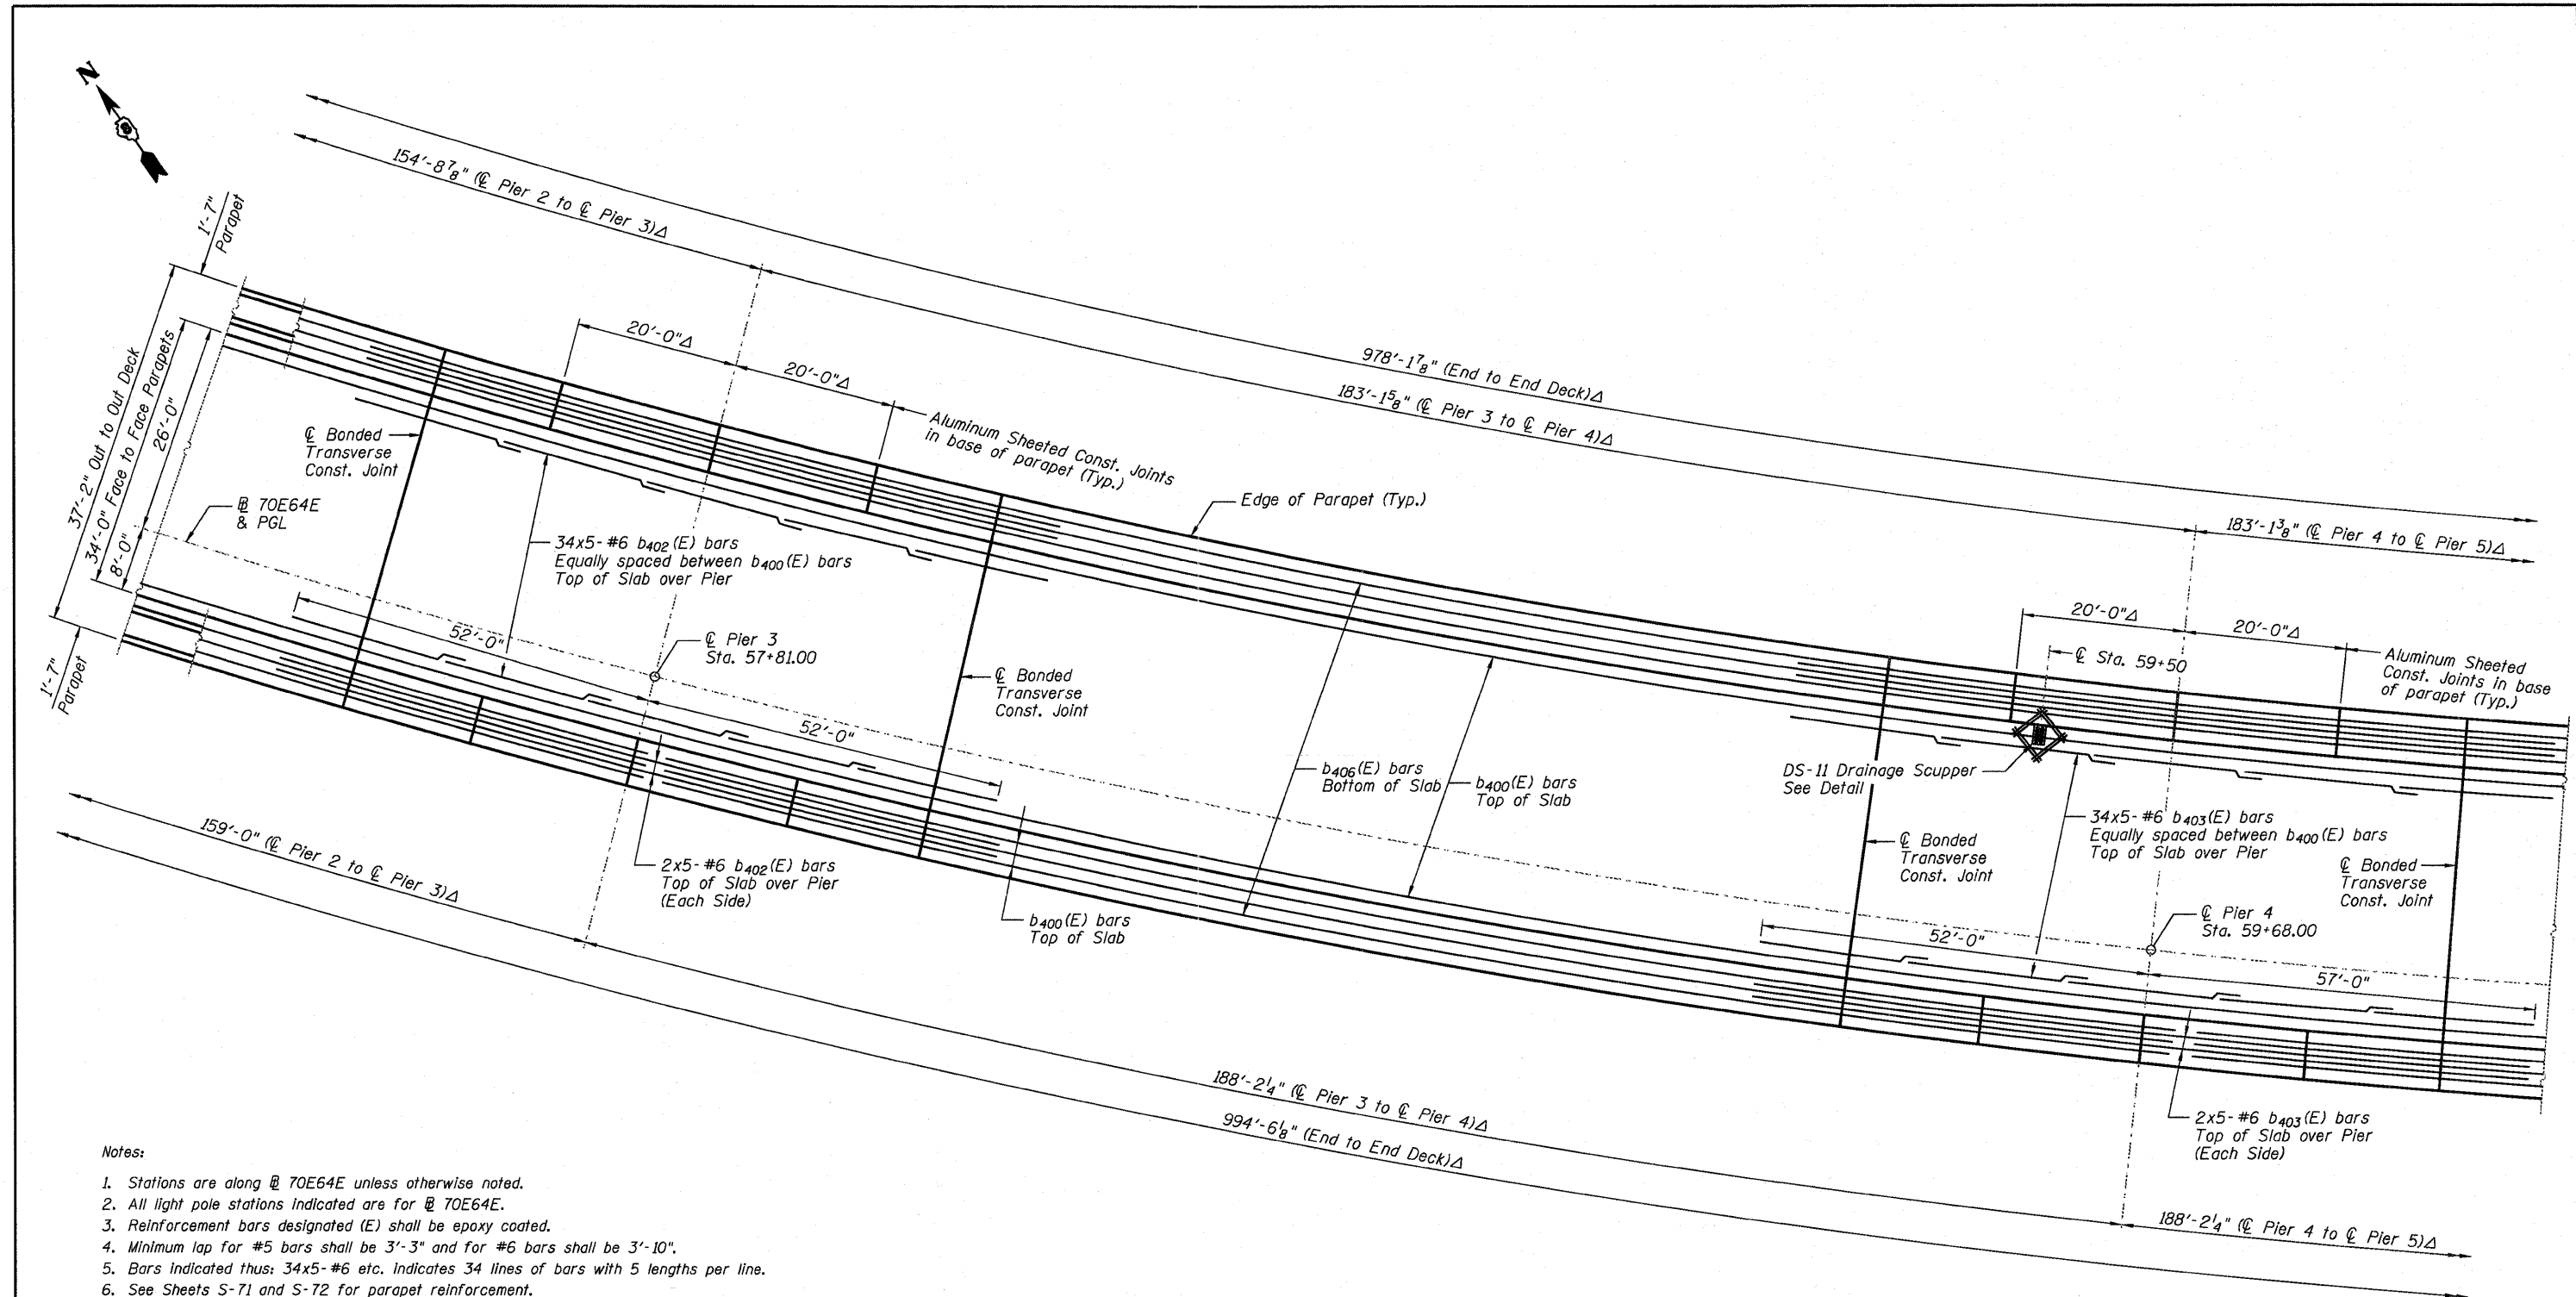 N
154'-8 7/8" (℄ Pier 2 to ℄ Pier 3)Δ
978'-1 7/8" (End to End Deck)Δ
183'-1 5/8" (℄ Pier 3 to ℄ Pier 4)Δ
183'-1 3/8" (℄ Pier 4 to ℄ Pier 5)Δ
1'-7"
Parapet
37'-2" Out to Out Deck
34'-0" Face to Face Parapets
26'-0"
8'-0"
1'-7"
Parapet
20'-0"Δ
20'-0"Δ
Aluminum Sheeted Const. Joints
in base of parapet (Typ.)
Edge of Parapet (Typ.)
℄ Bonded
Transverse
Const. Joint
B 70E64E
& PGL
34x5-#6 b402(E) bars
Equally spaced between b400(E) bars
Top of Slab over Pier
52'-0"
℄ Pier 3
Sta. 57+81.00
52'-0"
℄ Bonded
Transverse
Const. Joint
2x5-#6 b402(E) bars
Top of Slab over Pier
(Each Side)
b400(E) bars
Top of Slab
b406(E) bars
Bottom of Slab
b400(E) bars
Top of Slab
20'-0"Δ
20'-0"Δ
℄ Sta. 59+50
Aluminum Sheeted
Const. Joints in base
of parapet (Typ.)
DS-11 Drainage Scupper
See Detail
34x5-#6 b403(E) bars
Equally spaced between b400(E) bars
Top of Slab over Pier
℄ Bonded
Transverse
Const. Joint
℄ Bonded
Transverse
Const. Joint
℄ Pier 4
Sta. 59+68.00
52'-0"
57'-0"
2x5-#6 b403(E) bars
Top of Slab over Pier
(Each Side)
159'-0" (℄ Pier 2 to ℄ Pier 3)Δ
188'-2 1/4" (℄ Pier 3 to ℄ Pier 4)Δ
994'-6 1/8" (End to End Deck)Δ
188'-2 1/4" (℄ Pier 4 to ℄ Pier 5)Δ
Notes:
1. Stations are along B 70E64E unless otherwise noted.
2. All light pole stations indicated are for B 70E64E.
3. Reinforcement bars designated (E) shall be epoxy coated.
4. Minimum lap for #5 bars shall be 3'-3" and for #6 bars shall be 3'-10".
5. Bars indicated thus: 34x5-#6 etc. indicates 34 lines of bars with 5 lengths per line.
6. See Sheets S-71 and S-72 for parapet reinforcement.